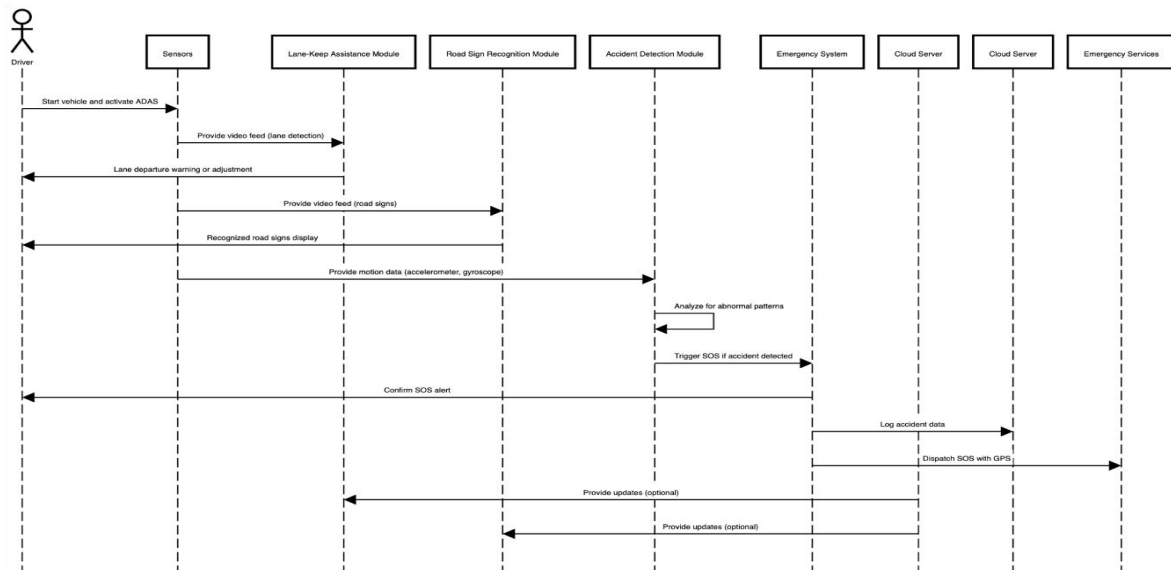 Driver
Sensors
Lane-Keep Assistance Module
Road Sign Recognition Module
Accident Detection Module
Emergency System
Cloud Server
Cloud Server
Emergency Services
Start vehicle and activate ADAS
Provide video feed (lane detection)
Lane departure warning or adjustment
Provide video feed (road signs)
Recognized road signs display
Provide motion data (accelerometer, gyroscope)
Analyze for abnormal patterns
Trigger SOS if accident detected
Confirm SOS alert
Log accident data
Dispatch SOS with GPS
Provide updates (optional)
Provide updates (optional)